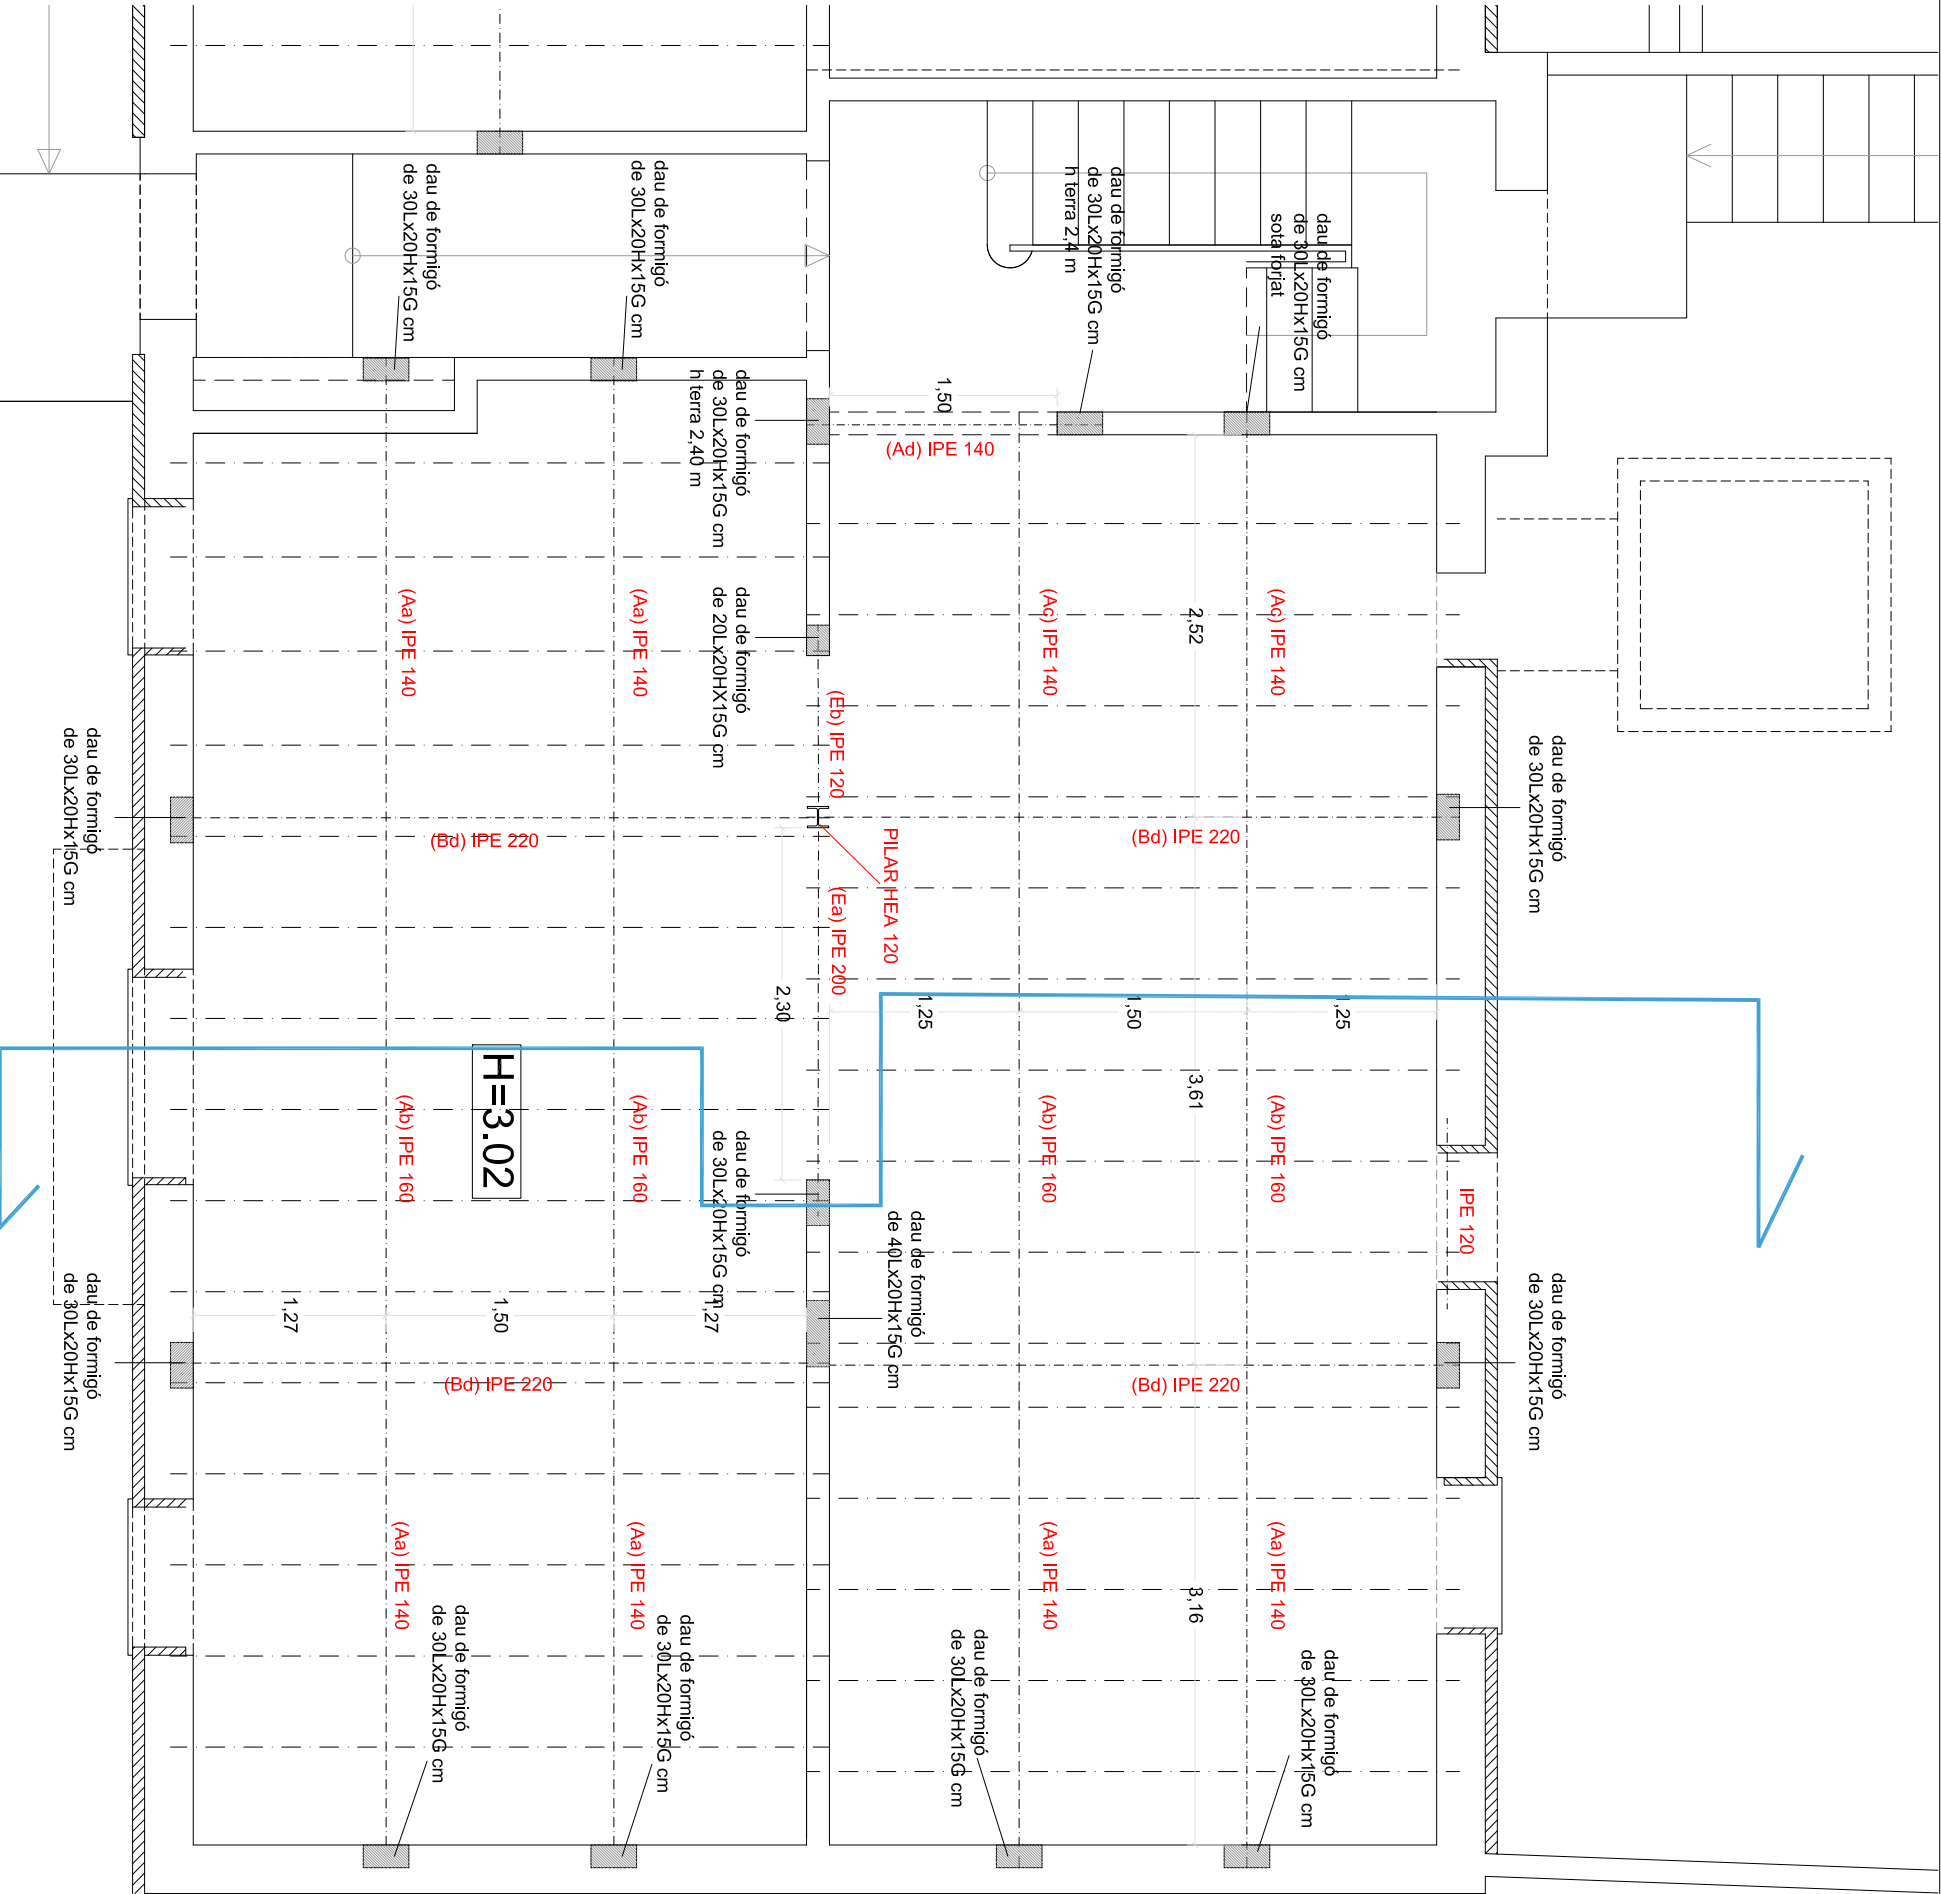 dau de formigó
de 30Lx20Hx15G cm
dau de formigó
de 30Lx20Hx15G cm
dau de formigó
de 30Lx20Hx15G cm
h terra 2,4 m
dau de formigó
de 30Lx20Hx15G cm
sota forjat
dau de formigó
de 30Lx20Hx15G cm
h terra 2,40 m
1,50
(Ad) IPE 140
dau de formigó
de 20Lx20HX15G cm
(Aa) IPE 140
(Aa) IPE 140
(Ac) IPE 140
2,52
(Ac) IPE 140
(Eb) IPE 120
dau de formigó
de 30Lx20Hx15G cm
dau de formigó
de 30Lx20Hx15G cm
(Bd) IPE 220
PILAR HEA 120
(Bd) IPE 220
(Ea) IPE 200
2,30
1,25
1,50
1,25
H=3.02
3,61
(Ab) IPE 160
(Ab) IPE 160
(Ab) IPE 160
(Ab) IPE 160
dau de formigó
de 30Lx20Hx15G cm
IPE 120
dau de formigó
de 40Lx20Hx15G cm
dau de formigó
de 30Lx20Hx15G cm
dau de formigó
de 30Lx20Hx15G cm
1,27
1,50
1,27
(Bd) IPE 220
(Bd) IPE 220
(Aa) IPE 140
(Aa) IPE 140
(Aa) IPE 140
3,16
(Aa) IPE 140
dau de formigó
de 30Lx20Hx15G cm
dau de formigó
de 30Lx20Hx15G cm
dau de formigó
de 30Lx20Hx15G cm
dau de formigó
de 30Lx20Hx15G cm